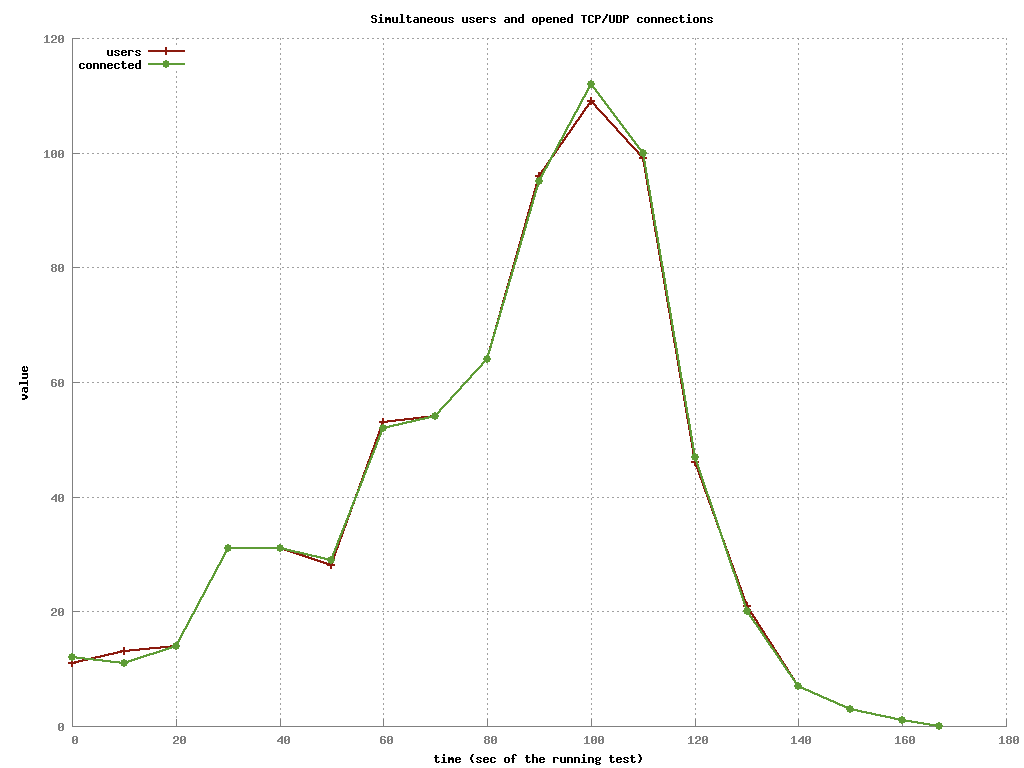 Simultaneous users and opened TCP/UDP connections
users
connected
120
100
80
60
40
20
0
value
0 20 40 60 80 100 120 140 160 180
time (sec of the running test)